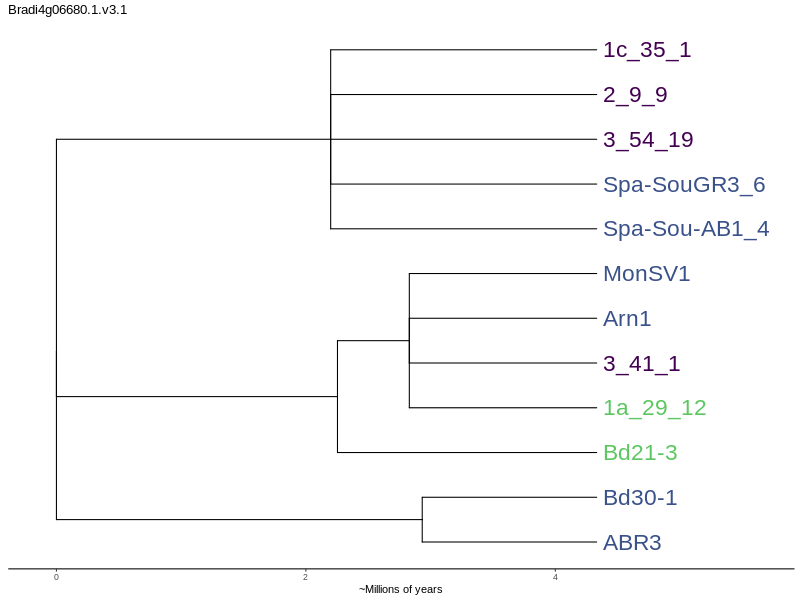 Bradi4g06680.1.v3.1
1c_35_1
2_9_9
3_54_19
Spa-SouGR3_6
Spa-Sou-AB1_4
MonSV1
Arn1
3_41_1
1a_29_12
Bd21-3
Bd30-1
ABR3
0 2 4
~Millions of years